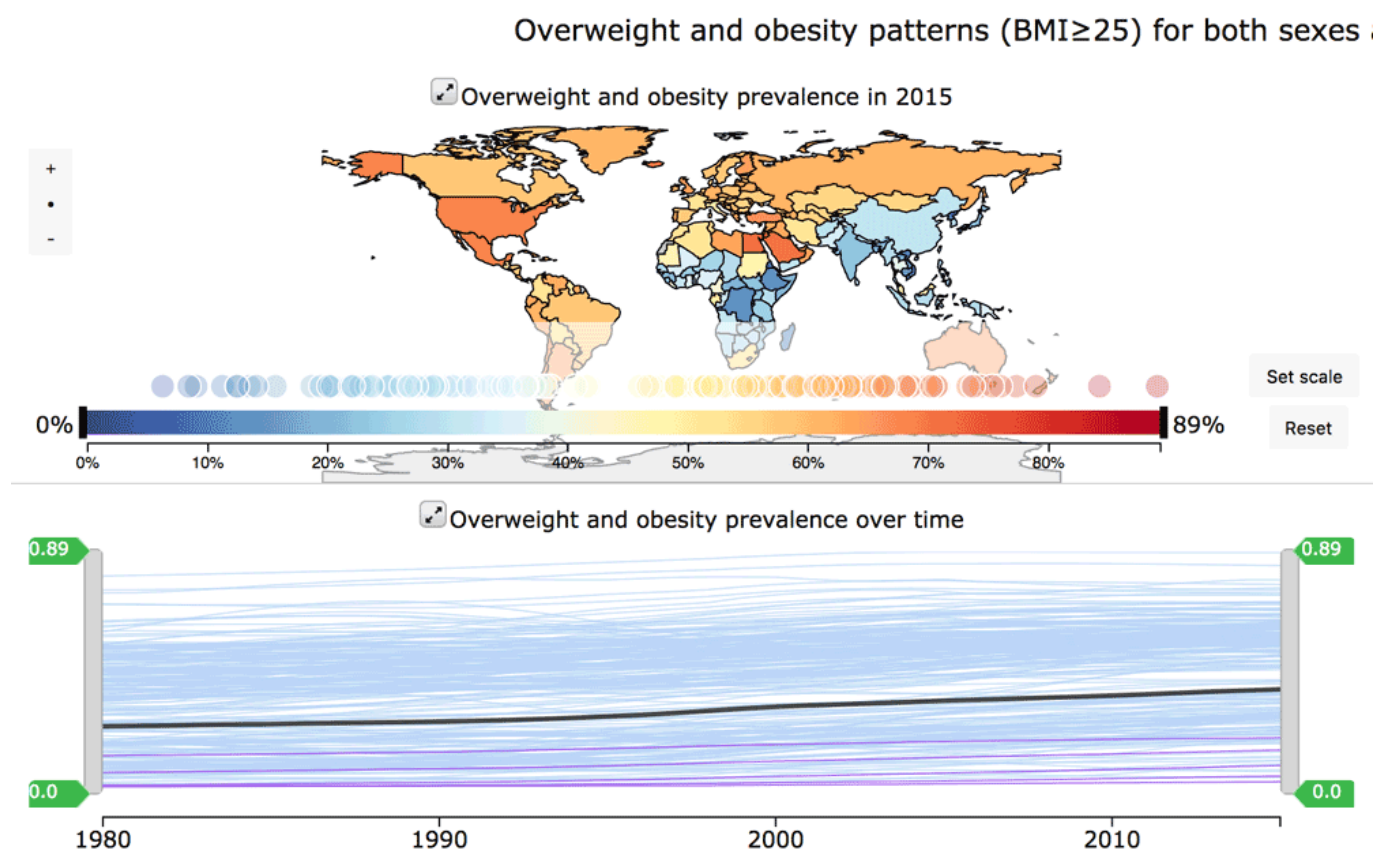 Overweight and obesity patterns (BMI≥25) for both sexes
Overweight and obesity prevalence in 2015
+
•
-
Set scale
0%
89%
Reset
0% 10% 20% 30% 40% 50% 60% 70% 80%
Overweight and obesity prevalence over time
0.89
0.89
0.0
0.0
1980 1990 2000 2010